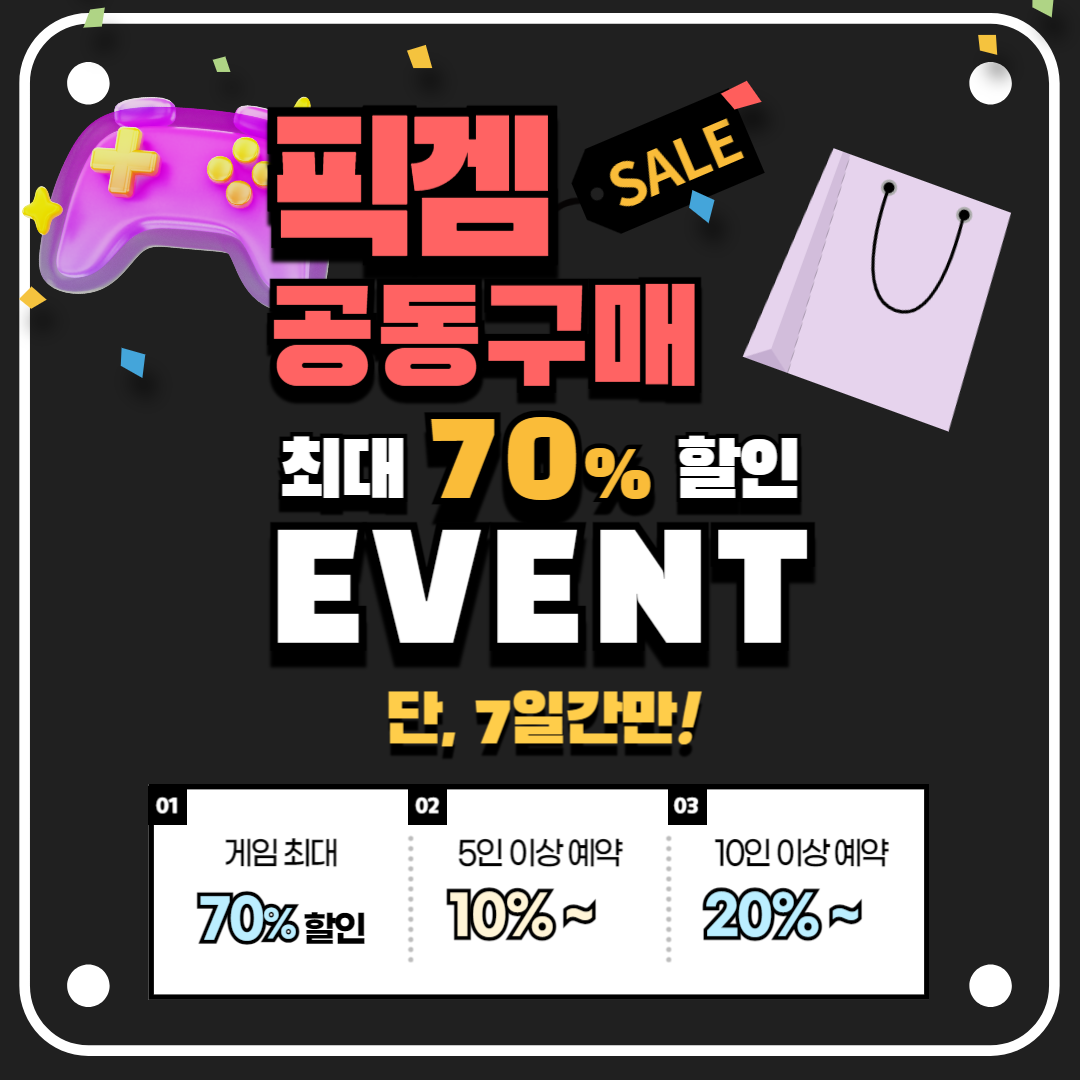 픽겜
SALE
공동구매
최대 70% 할인
EVENT
단, 7일간만!
01
게임 최대
70% 할인
02
5인 이상 예약
10% ~
03
10인 이상 예약
20% ~